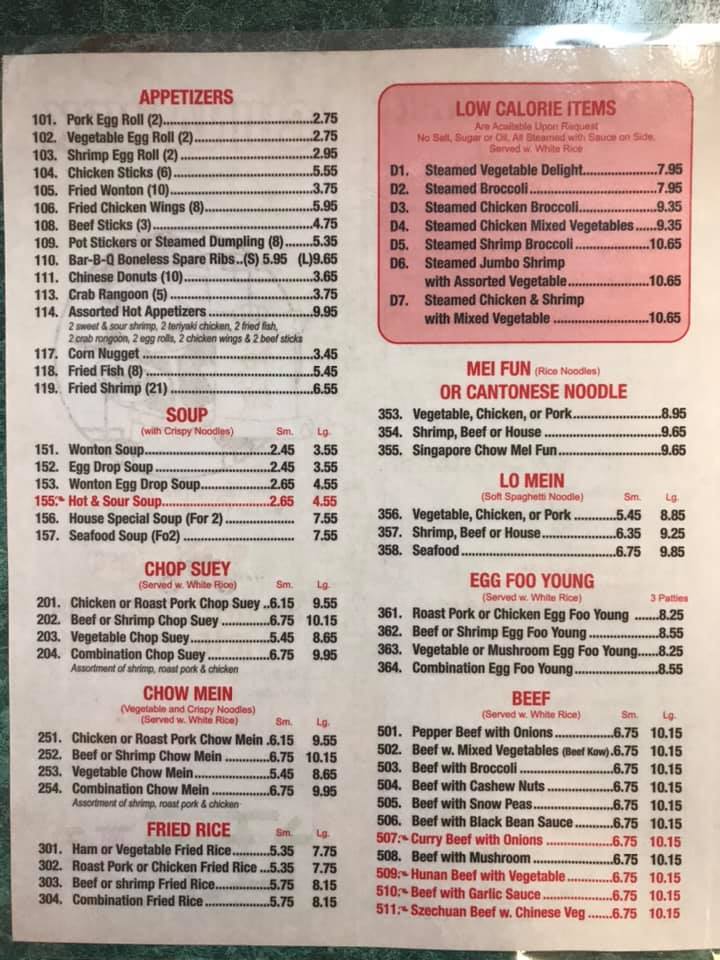 APPETIZERS
101. Pork Egg Roll (2)..............................2.75
102. Vegetable Egg Roll (2)......................2.75
103. Shrimp Egg Roll (2) .........................2.95
104. Chicken Sticks (6)............................5.55
105. Fried Wonton (10)............................3.75
106. Fried Chicken Wings (8)...................5.95
108. Beef Sticks (3).................................4.75
109. Pot Stickers or Steamed Dumpling (8).......5.35
110. Bar-B-Q Boneless Spare Ribs..(S) 5.95 (L)9.65
111. Chinese Donuts (10).........................3.65
113. Crab Rangoon (5) ............................3.75
114. Assorted Hot Appetizers ..................9.95
2 sweet & sour shrimp, 2 teriyaki chicken, 2 fried fish,
2 crab rongoon, 2 egg rolls, 2 chicken wings & 2 beef sticks
117. Corn Nugget ....................................3.45
118. Fried Fish (8) ...................................5.45
119. Fried Shrimp (21) .............................6.55
SOUP
(with Crispy Noodles) Sm. Lg.
151. Wonton Soup..............................2.45 3.55
152. Egg Drop Soup ...........................2.45 3.55
153. Wonton Egg Drop Soup...............2.65 4.55
155. Hot & Sour Soup.........................2.65 4.55
156. House Special Soup (For 2) .................... 7.55
157. Seafood Soup (Fo2) ............................... 7.55
CHOP SUEY
(Served w. White Rice) Sm. Lg.
201. Chicken or Roast Pork Chop Suey ..6.15 9.55
202. Beef or Shrimp Chop Suey ............6.75 10.15
203. Vegetable Chop Suey...................5.45 8.65
204. Combination Chop Suey ...............6.75 9.95
Assortment of shrimp, roast pork & chicken
CHOW MEIN
(Vegetable and Crispy Noodles)
(Served w. White Rice) Sm. Lg.
251. Chicken or Roast Pork Chow Mein .6.15 9.55
252. Beef or Shrimp Chow Mein ...........6.75 10.15
253. Vegetable Chow Mein..................5.45 8.65
254. Combination Chow Mein ..............6.75 9.95
Assortment of shrimp, roast pork & chicken
FRIED RICE Sm. Lg.
301. Ham or Vegetable Fried Rice..........5.35 7.75
302. Roast Pork or Chicken Fried Rice ...5.35 7.75
303. Beef or shrimp Fried Rice..............5.75 8.15
304. Combination Fried Rice .................5.75 8.15
LOW CALORIE ITEMS
Are Acailable Upon Request
No Salt, Sugar or Oil, All Steamed with Sauce on Side,
Served w. White Rice
D1. Steamed Vegetable Delight....................7.95
D2. Steamed Broccoli..................................7.95
D3. Steamed Chicken Broccoli.....................9.35
D4. Steamed Chicken Mixed Vegetables ......9.35
D5. Steamed Shrimp Broccoli ....................10.65
D6. Steamed Jumbo Shrimp
with Assorted Vegetable......................10.65
D7. Steamed Chicken & Shrimp
with Mixed Vegetable .........................10.65
MEI FUN (Rice Noodles)
OR CANTONESE NOODLE
353. Vegetable, Chicken, or Pork........................8.95
354. Shrimp, Beef or House ..............................9.65
355. Singapore Chow Mel Fun...........................9.65
LO MEIN
(Soft Spaghetti Noodle) Sm. Lg.
356. Vegetable, Chicken, or Pork ............5.45 8.85
357. Shrimp, Beef or House.....................6.35 9.25
358. Seafood ..........................................6.75 9.85
EGG FOO YOUNG
(Served w. White Rice) 3 Patties
361. Roast Pork or Chicken Egg Foo Young .......8.25
362. Beef or Shrimp Egg Foo Young ..................8.55
363. Vegetable or Mushroom Egg Foo Young.....8.25
364. Combination Egg Foo Young......................8.55
BEEF
(Served w. White Rice) Sm. Lg.
501. Pepper Beef with Onions ................6.75 10.15
502. Beef w. Mixed Vegetables (Beef Kow) .6.75 10.15
503. Beef with Broccoli ..........................6.75 10.15
504. Beef with Cashew Nuts ...................6.75 10.15
505. Beef with Snow Peas......................6.75 10.15
506. Beef with Black Bean Sauce ...........6.75 10.15
507. Curry Beef with Onions ..................6.75 10.15
508. Beef with Mushroom ......................6.75 10.15
509. Hunan Beef with Vegetable .............6.75 10.15
510. Beef with Garlic Sauce ...................6.75 10.15
511. Szechuan Beef w. Chinese Veg .......6.75 10.15